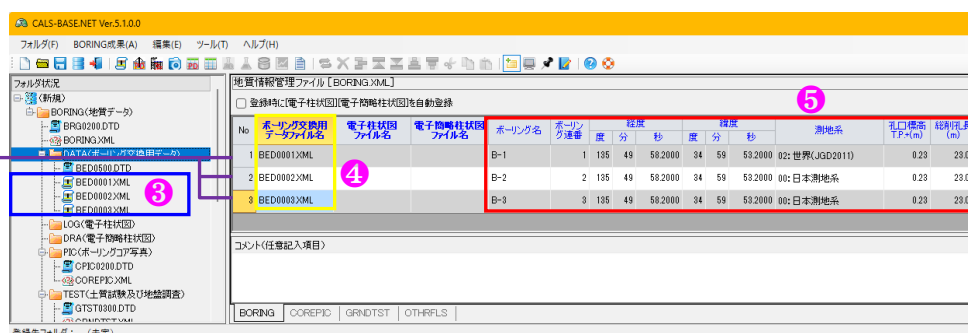 CALS-BASE.NET Ver.5.1.0.0
フォルダ(F) BORING成果(A) 編集(E) ツール(T) ヘルプ(H)
フォルダ状況
(新規)
BORING(地質データ)
BRG0200.DTD
BORING.XML
DATA(ボーリング交換用データ)
BED0500.DTD
BED0001.XML
BED0002.XML
BED0003.XML
LOG(電子柱状図)
DRA(電子簡略柱状図)
PIC(ボーリングコア写真)
CPIC0200.DTD
COREPIC.XML
TEST(土質試験及び地盤調査)
GTST0300.DTD
GRNDTST.XML
登録先フォルダ: (未定)
③
地質情報管理ファイル [BORING.XML]
登録時に[電子柱状図][電子簡略柱状図]を自動登録
⑤
No ボーリング交換用データファイル名 電子柱状図ファイル名 電子簡略柱状図ファイル名 ボーリング名 ボーリング連番 経度 度 分 秒 緯度 度 分 秒 測地系 孔口標高 T.P.+(m) 総削孔長 (m)
1 BED0001.XML B-1 1 135 49 58.2000 34 59 53.2000 02:世界(JGD2011) 0.23 23.0
2 BED0002.XML B-2 2 135 49 58.2000 34 59 53.2000 00:日本測地系 0.23 23.0
3 BED0003.XML B-3 3 135 49 58.2000 34 59 53.2000 00:日本測地系 0.23 23.0
④
コメント(任意記入項目)
BORING COREPIC GRNDTST OTHRFLS